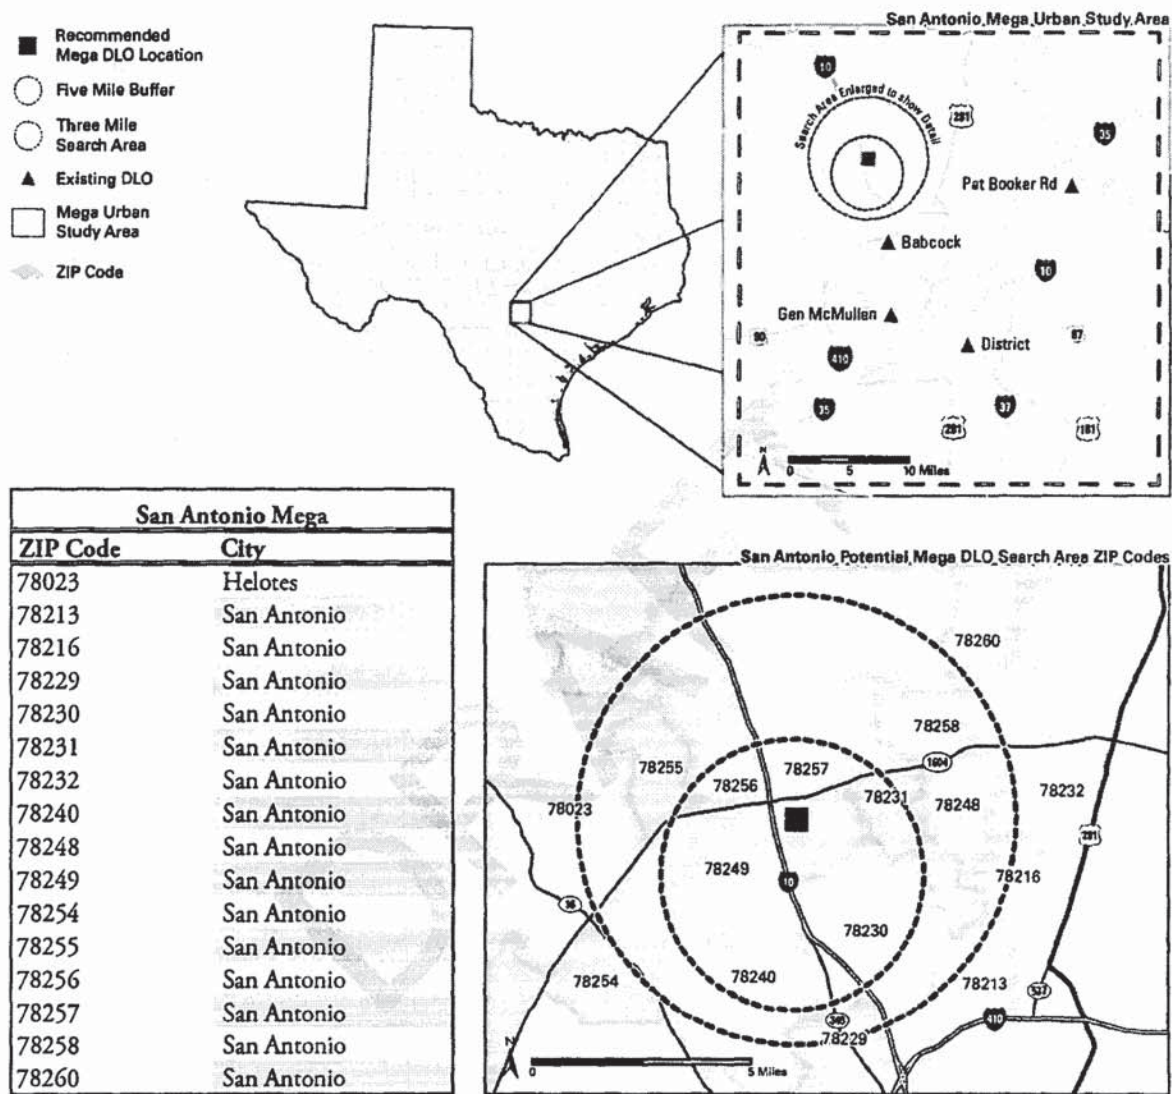 Recommended
Mega DLO Location
Five Mile Buffer
Three Mile
Search Area
Existing DLO
Mega Urban
Study Area
ZIP Code
San Antonio Mega Urban Study Area
10
Search Area Enlarged to show Detail
281
35
Pat Booker Rd
Babcock
10
Gen McMullen
90
87
District
410
35
37
281
181
N
0 5 10 Miles
San Antonio Mega
ZIP Code City
78023 Helotes
78213 San Antonio
78216 San Antonio
78229 San Antonio
78230 San Antonio
78231 San Antonio
78232 San Antonio
78240 San Antonio
78248 San Antonio
78249 San Antonio
78254 San Antonio
78255 San Antonio
78256 San Antonio
78257 San Antonio
78258 San Antonio
78260 San Antonio
San Antonio Potential Mega DLO Search Area ZIP Codes
78260
78258
1604
78255
78257
78256
78231
78248
78232
78023
281
78249
10
78216
16
78230
78240
78254
78213
537
345
410
78229
N
0 5 Miles